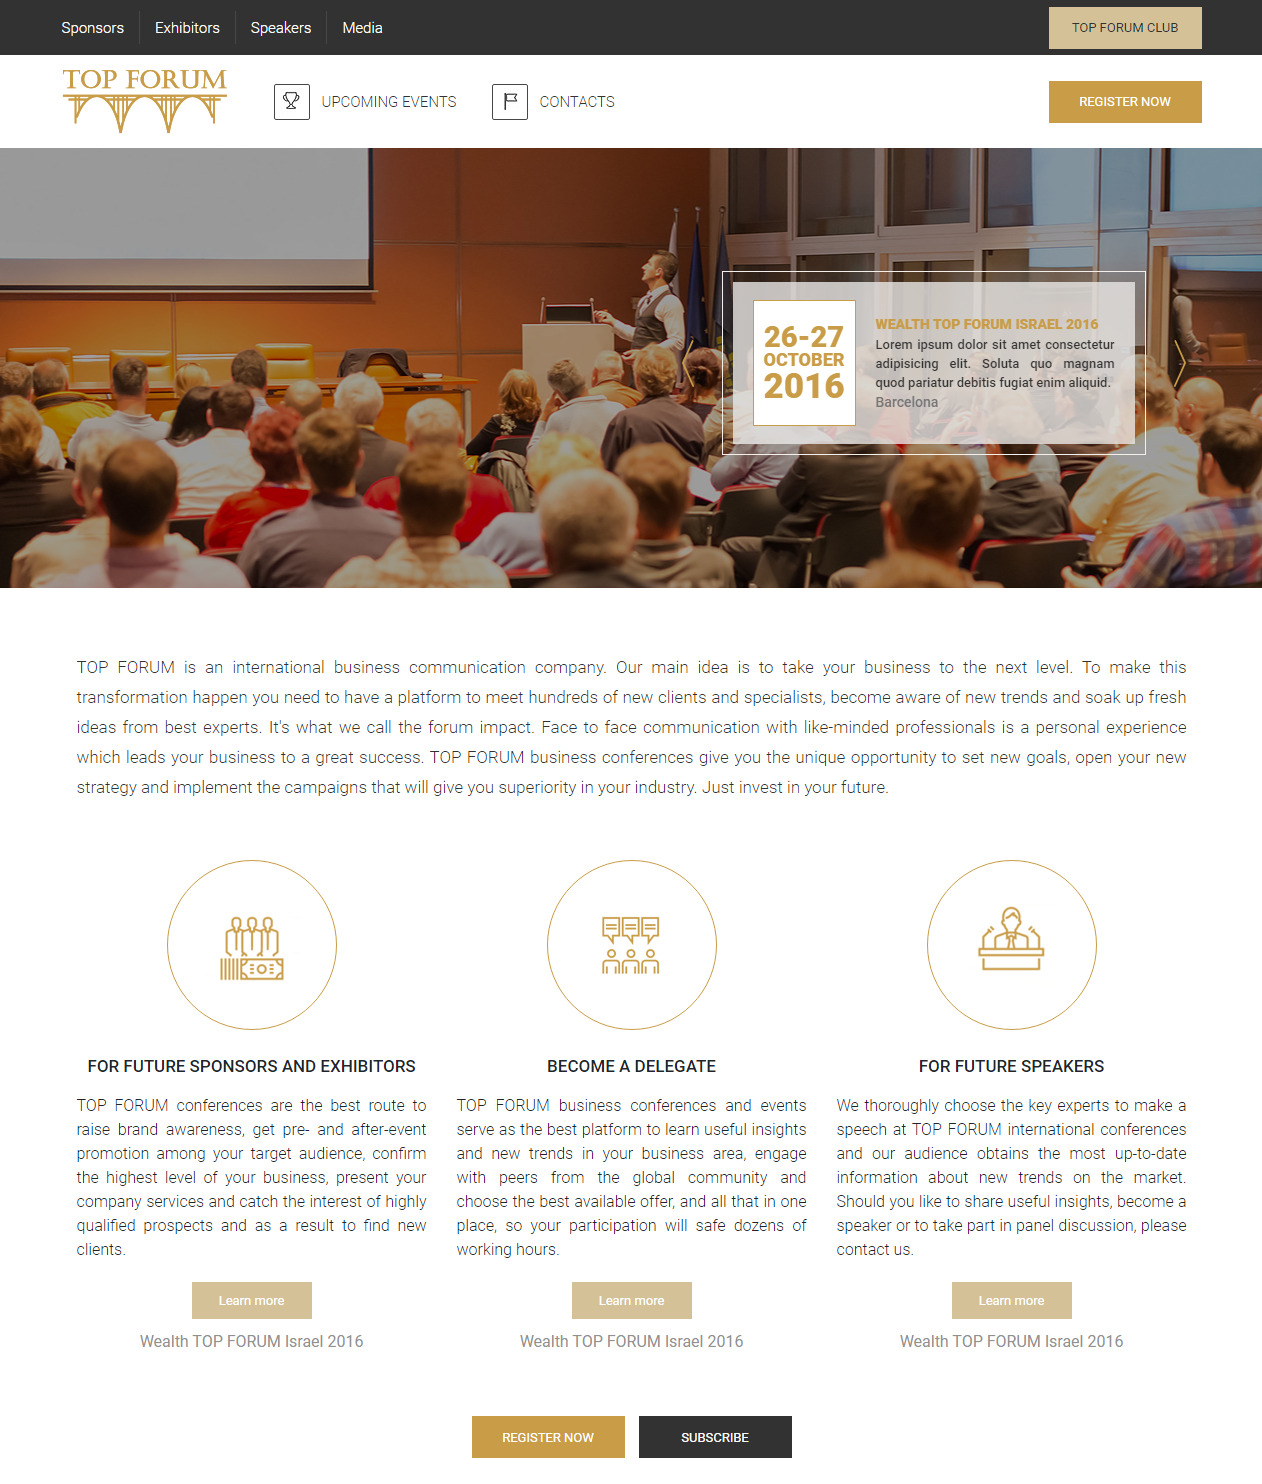 Sponsors
Exhibitors
Speakers
Media
TOP FORUM CLUB
TOP FORUM
UPCOMING EVENTS
CONTACTS
REGISTER NOW
26-27
OCTOBER
2016
WEALTH TOP FORUM ISRAEL 2016
Lorem ipsum dolor sit amet consectetur
adipisicing elit. Soluta quo magnam
quod pariatur debitis fugiat enim aliquid.
Barcelona
TOP FORUM is an international business communication company. Our main idea is to take your business to the next level. To make this
transformation happen you need to have a platform to meet hundreds of new clients and specialists, become aware of new trends and soak up fresh
ideas from best experts. It's what we call the forum impact. Face to face communication with like-minded professionals is a personal experience
which leads your business to a great success. TOP FORUM business conferences give you the unique opportunity to set new goals, open your new
strategy and implement the campaigns that will give you superiority in your industry. Just invest in your future.
FOR FUTURE SPONSORS AND EXHIBITORS
TOP FORUM conferences are the best route to
raise brand awareness, get pre- and after-event
promotion among your target audience, confirm
the highest level of your business, present your
company services and catch the interest of highly
qualified prospects and as a result to find new
clients.
Learn more
Wealth TOP FORUM Israel 2016
BECOME A DELEGATE
TOP FORUM business conferences and events
serve as the best platform to learn useful insights
and new trends in your business area, engage
with peers from the global community and
choose the best available offer, and all that in one
place, so your participation will safe dozens of
working hours.
Learn more
Wealth TOP FORUM Israel 2016
FOR FUTURE SPEAKERS
We thoroughly choose the key experts to make a
speech at TOP FORUM international conferences
and our audience obtains the most up-to-date
information about new trends on the market.
Should you like to share useful insights, become a
speaker or to take part in panel discussion, please
contact us.
Learn more
Wealth TOP FORUM Israel 2016
REGISTER NOW
SUBSCRIBE